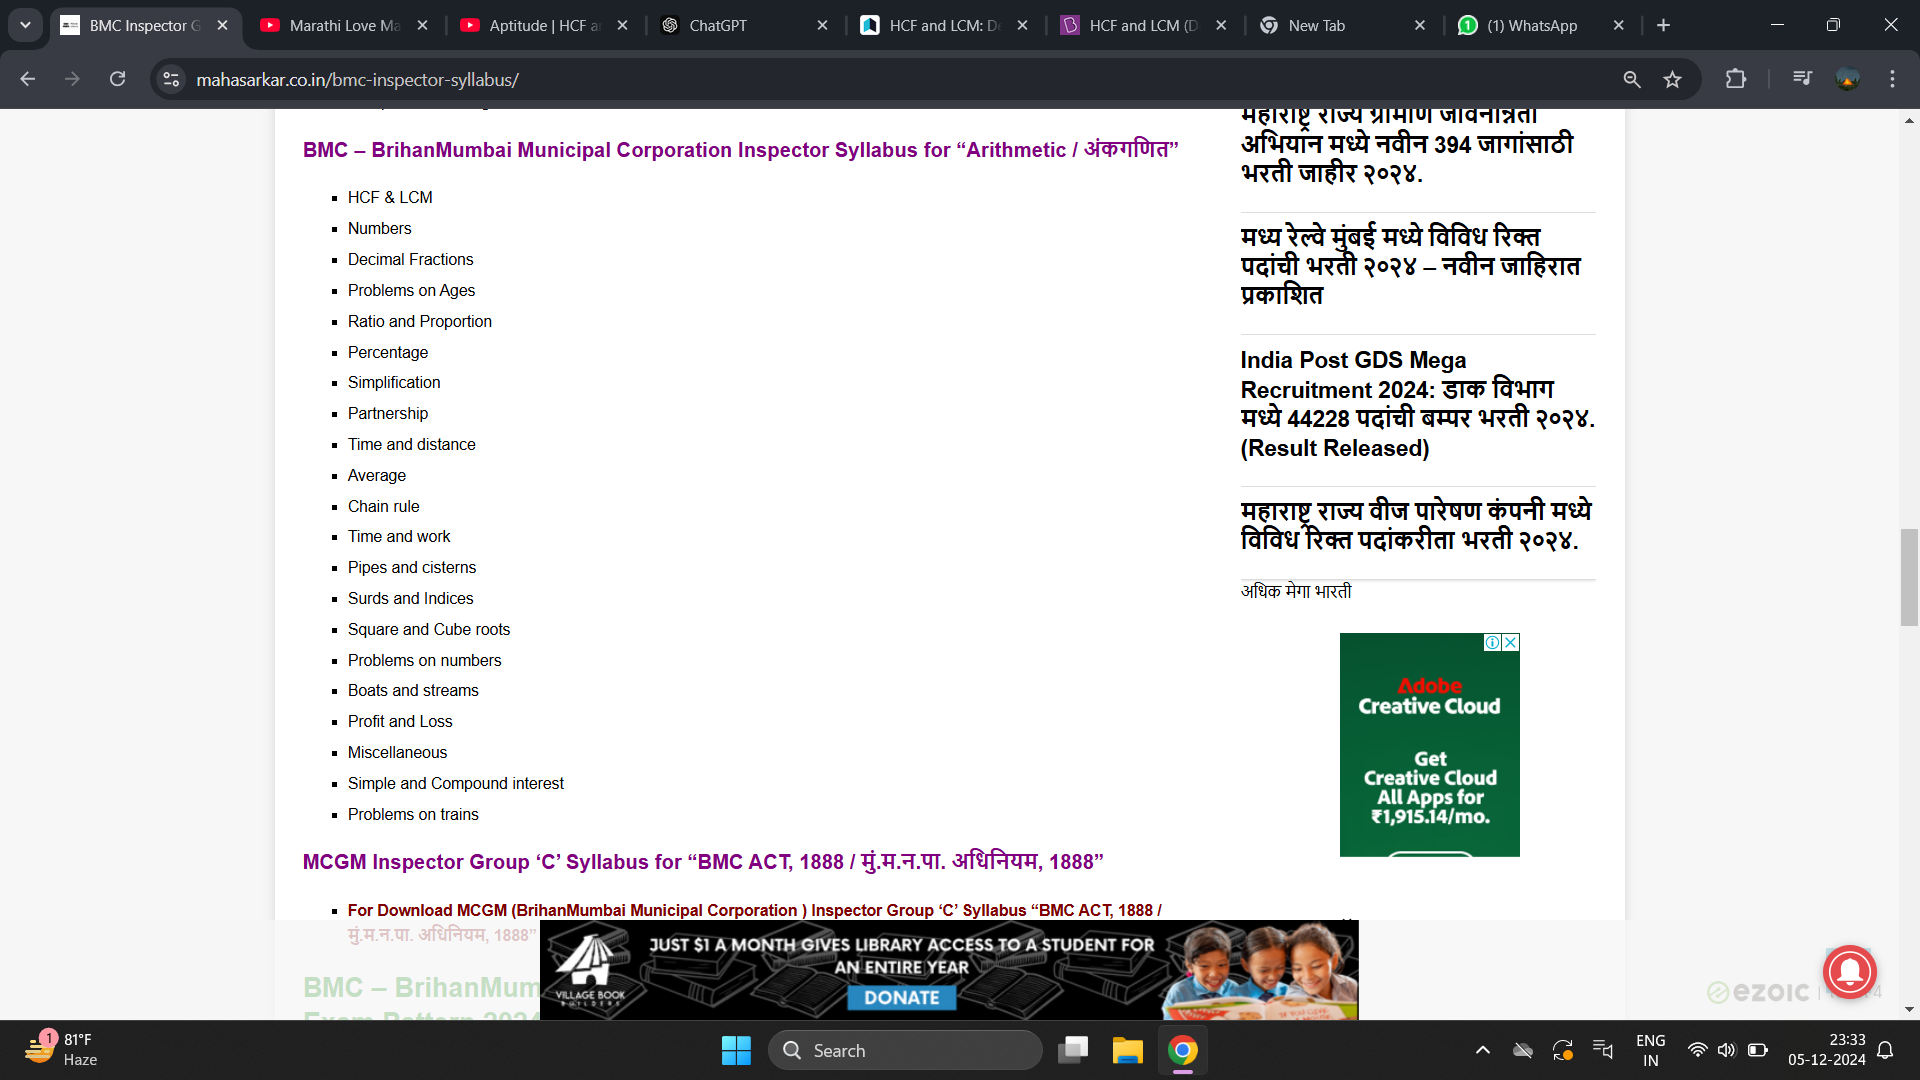 BMC Inspector G
Marathi Love Ma
Aptitude | HCF a
ChatGPT
HCF and LCM: De
HCF and LCM (D
New Tab
(1) WhatsApp
mahasarkar.co.in/bmc-inspector-syllabus/
BMC – BrihanMumbai Municipal Corporation Inspector Syllabus for “Arithmetic / अंकगणित”
HCF & LCM
Numbers
Decimal Fractions
Problems on Ages
Ratio and Proportion
Percentage
Simplification
Partnership
Time and distance
Average
Chain rule
Time and work
Pipes and cisterns
Surds and Indices
Square and Cube roots
Problems on numbers
Boats and streams
Profit and Loss
Miscellaneous
Simple and Compound interest
Problems on trains
MCGM Inspector Group ‘C’ Syllabus for “BMC ACT, 1888 / मुं.म.न.पा. अधिनियम, 1888”
For Download MCGM (BrihanMumbai Municipal Corporation ) Inspector Group ‘C’ Syllabus “BMC ACT, 1888 /
मुं.म.न.पा. अधिनियम, 1888”
BMC – BrihanMum
Exam Pattern 2024
महाराष्ट्र राज्य ग्रामीण जीवनोन्नती
अभियान मध्ये नवीन 394 जागांसाठी
भरती जाहीर २०२४.
मध्य रेल्वे मुंबई मध्ये विविध रिक्त
पदांची भरती २०२४ – नवीन जाहिरात
प्रकाशित
India Post GDS Mega
Recruitment 2024: डाक विभाग
मध्ये 44228 पदांची बम्पर भरती २०२४.
(Result Released)
महाराष्ट्र राज्य वीज पारेषण कंपनी मध्ये
विविध रिक्त पदांकरीता भरती २०२४.
अधिक मेगा भारती
Adobe
Creative Cloud
Get
Creative Cloud
All Apps for
₹1,915.14/mo.
VILLAGE BOOK
BUILDERS
JUST $1 A MONTH GIVES LIBRARY ACCESS TO A STUDENT FOR
AN ENTIRE YEAR
DONATE
ezoic
1
81°F
Haze
Search
ENG
IN
23:33
05-12-2024